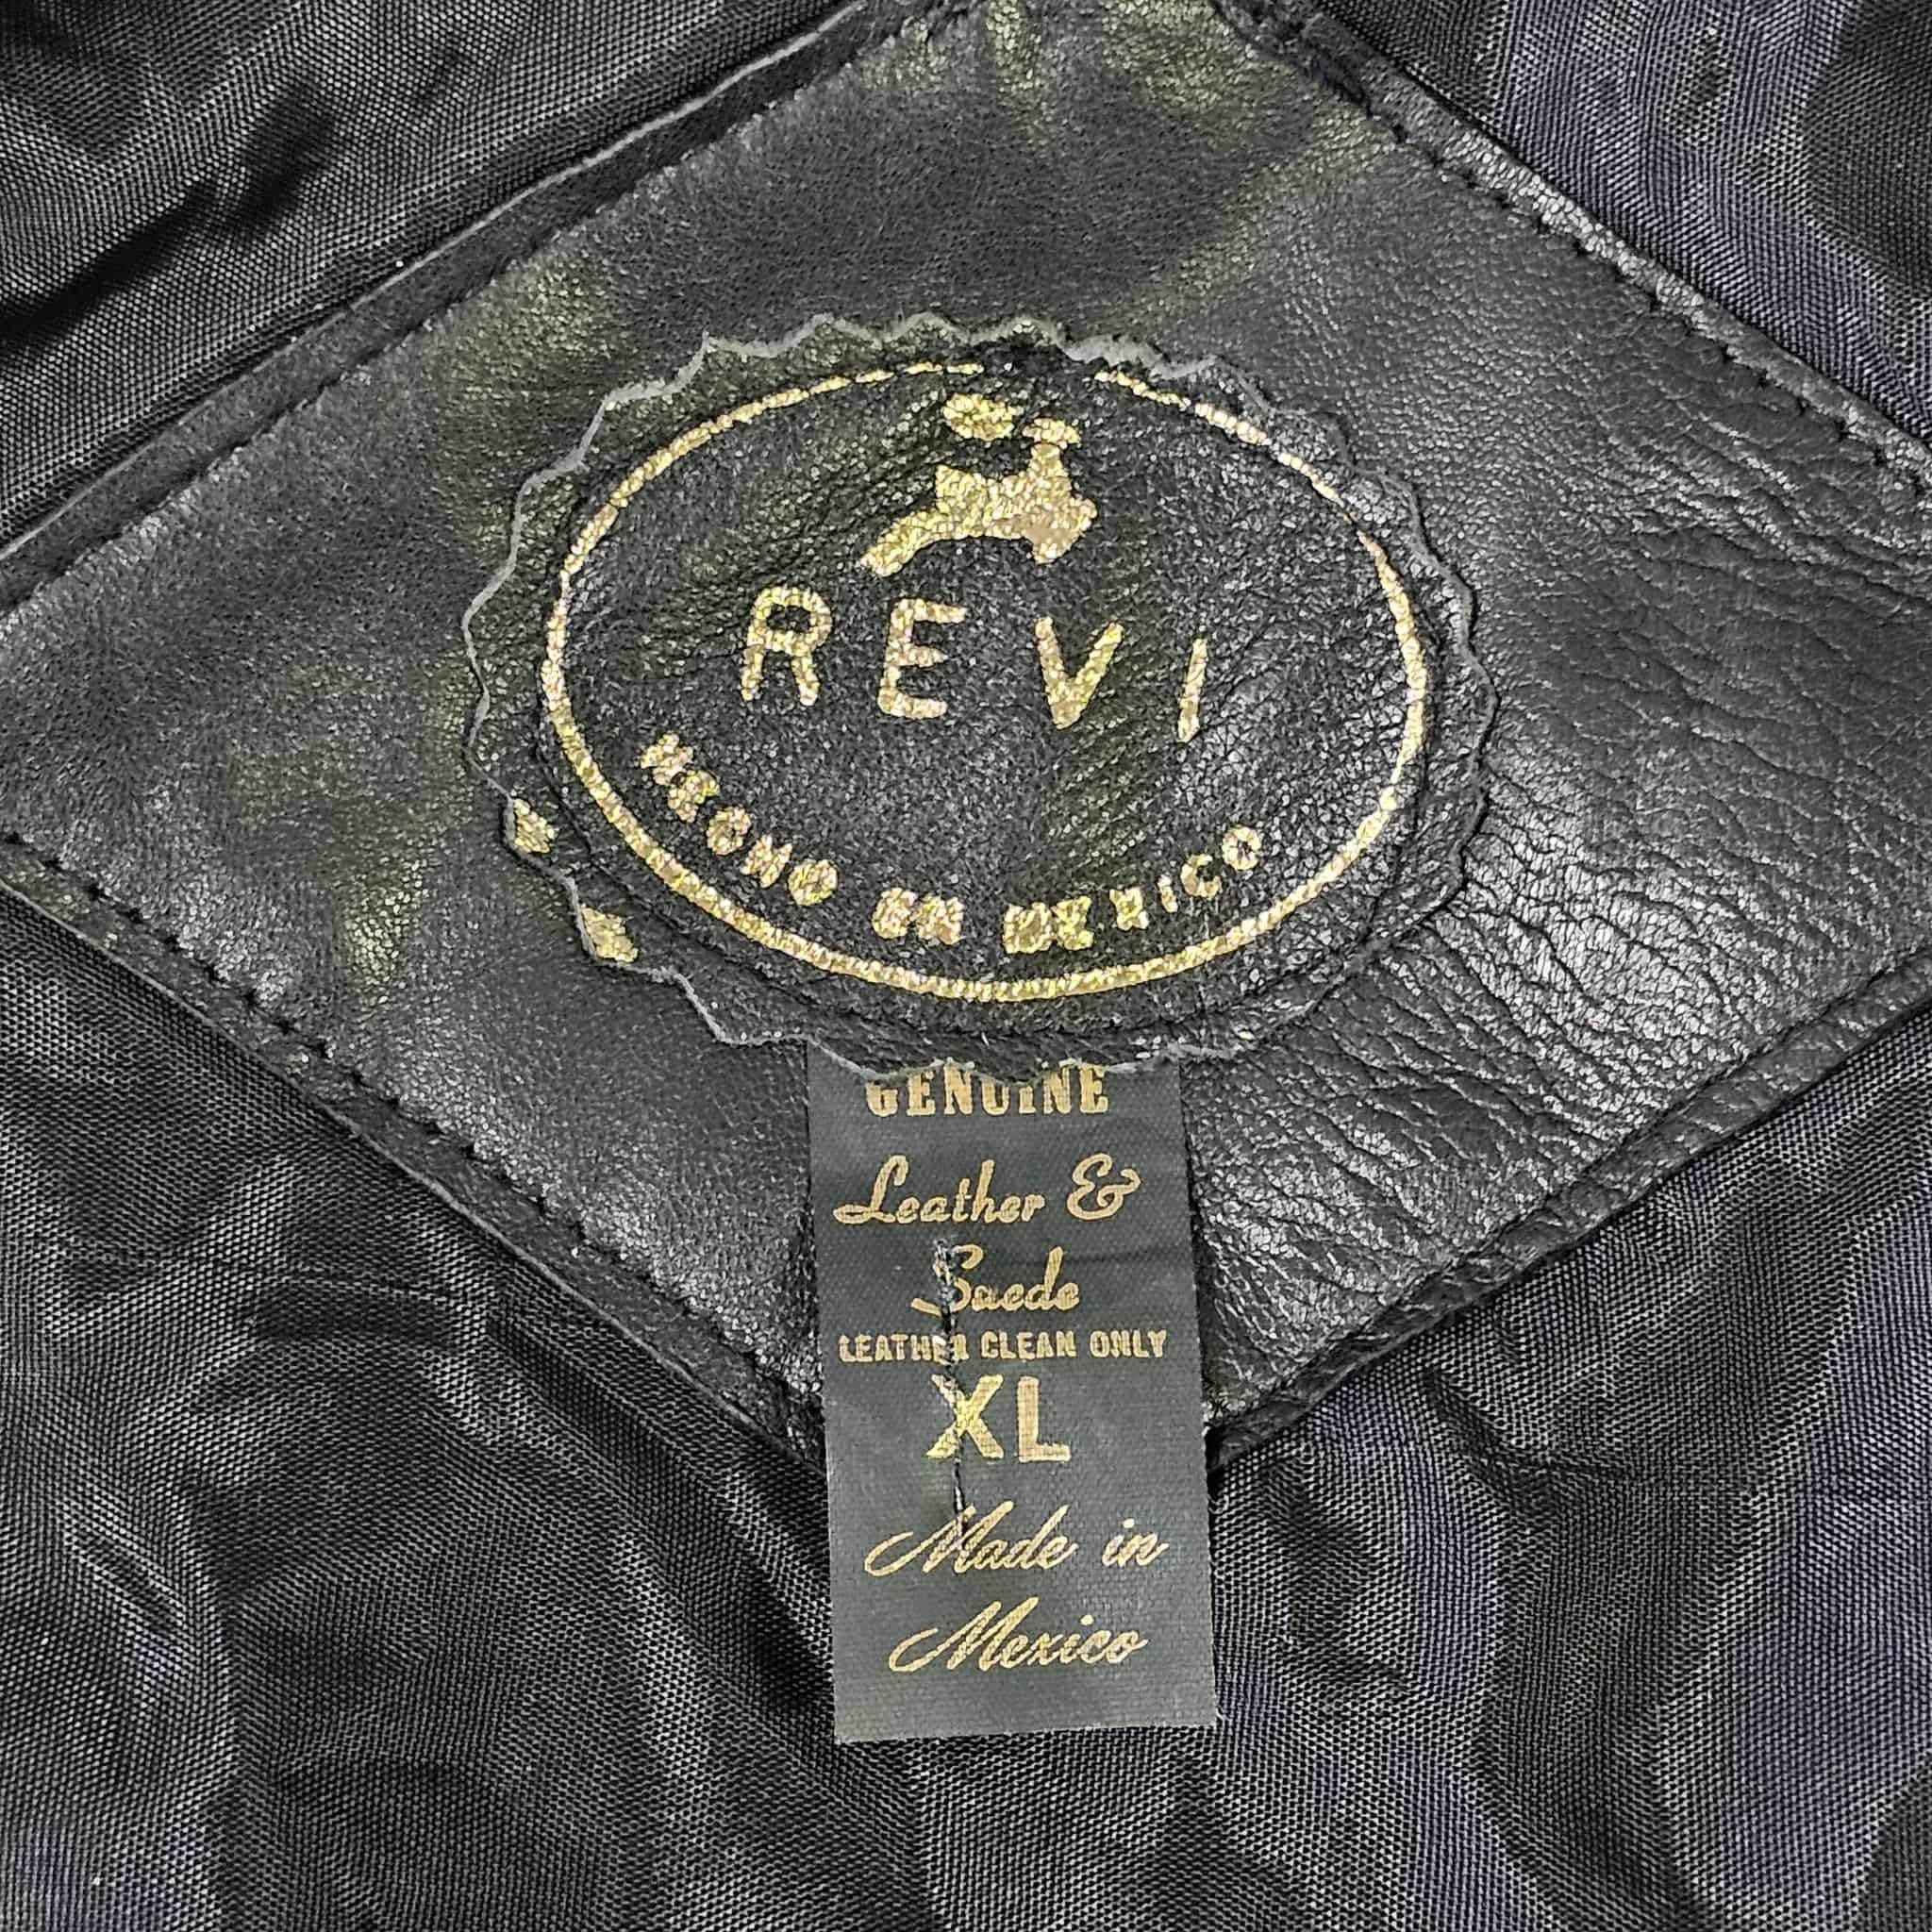 REVI
HECHO EN MEXICO
GENUINE
Leather &
Suede
LEATHER CLEAN ONLY
XL
Made in
Mexico